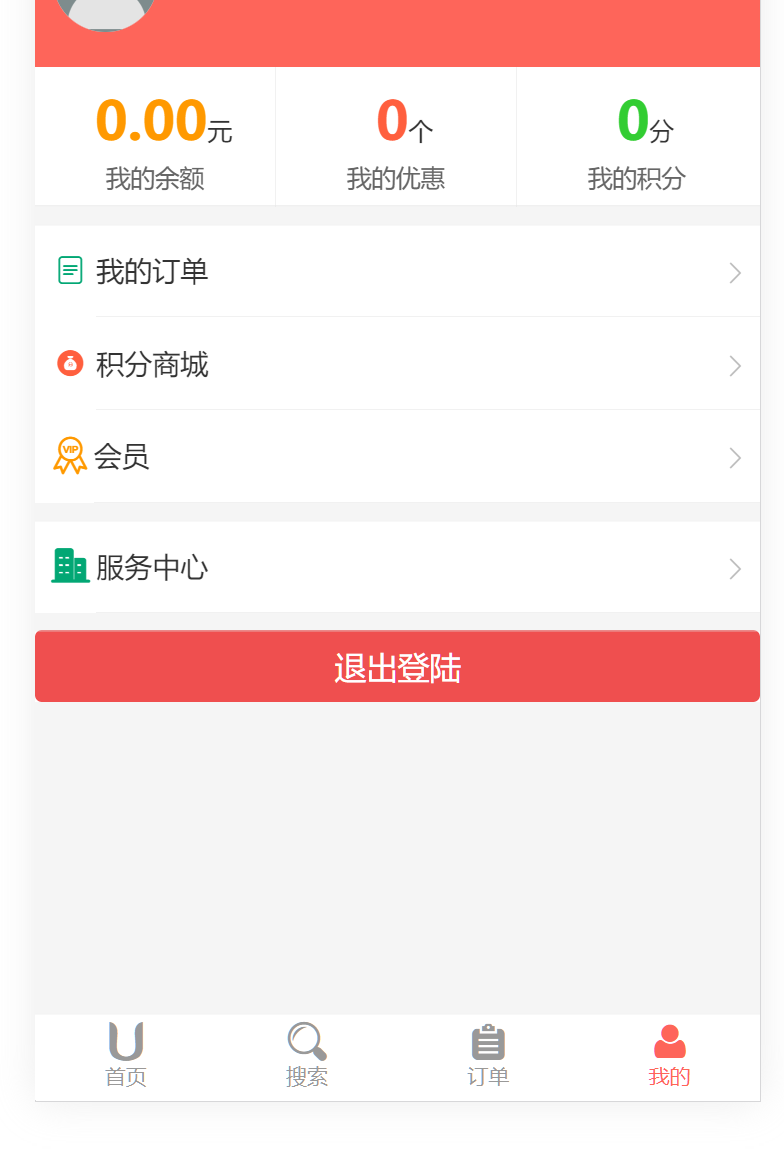 0.00元 0个 0分
我的余额 我的优惠 我的积分
我的订单
积分商城
VIP 会员
服务中心
退出登陆
首页 搜索 订单 我的